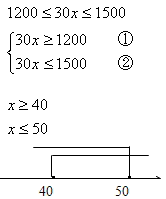 1200 ≤ 30x ≤ 1500
{ 30x ≥ 1200 ①
30x ≤ 1500 ②
x ≥ 40
x ≤ 50
40 50